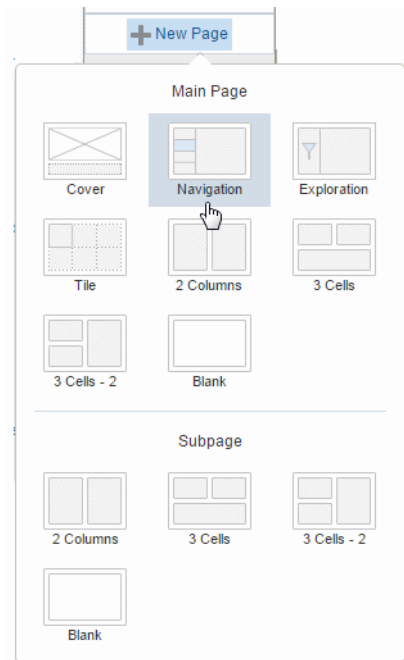 New Page
Main Page
Cover
Navigation
Exploration
Tile
2 Columns
3 Cells
3 Cells - 2
Blank
Subpage
2 Columns
3 Cells
3 Cells - 2
Blank